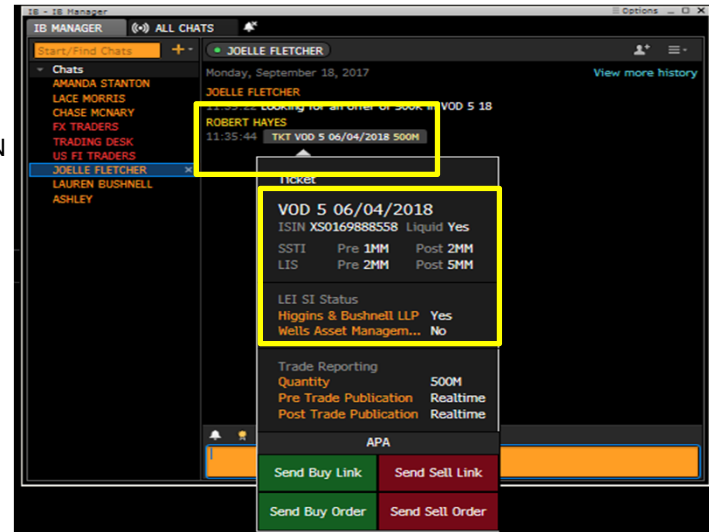 IB - IB Manager
Options
IB MANAGER ALL CHATS
Start/Find Chats
JOELLE FLETCHER
Chats
AMANDA STANTON
LACE MORRIS
CHASE MCNARY
FX TRADERS
TRADING DESK
US FI TRADERS
JOELLE FLETCHER ×
LAUREN BUSHNELL
ASHLEY
N
Monday, September 18, 2017 View more history
JOELLE FLETCHER
11:35:22 Looking for an offer of 500k in VOD 5 18
ROBERT HAYES
11:35:44 TKT VOD 5 06/04/2018 500M
Ticket
VOD 5 06/04/2018
ISIN XS0169888558 Liquid Yes
SSTI Pre 1MM Post 2MM
LIS Pre 2MM Post 5MM
LEI SI Status
Higgins & Bushnell LLP Yes
Wells Asset Managem... No
Trade Reporting
Quantity 500M
Pre Trade Publication Realtime
Post Trade Publication Realtime
APA
Send Buy Link Send Sell Link
Send Buy Order Send Sell Order